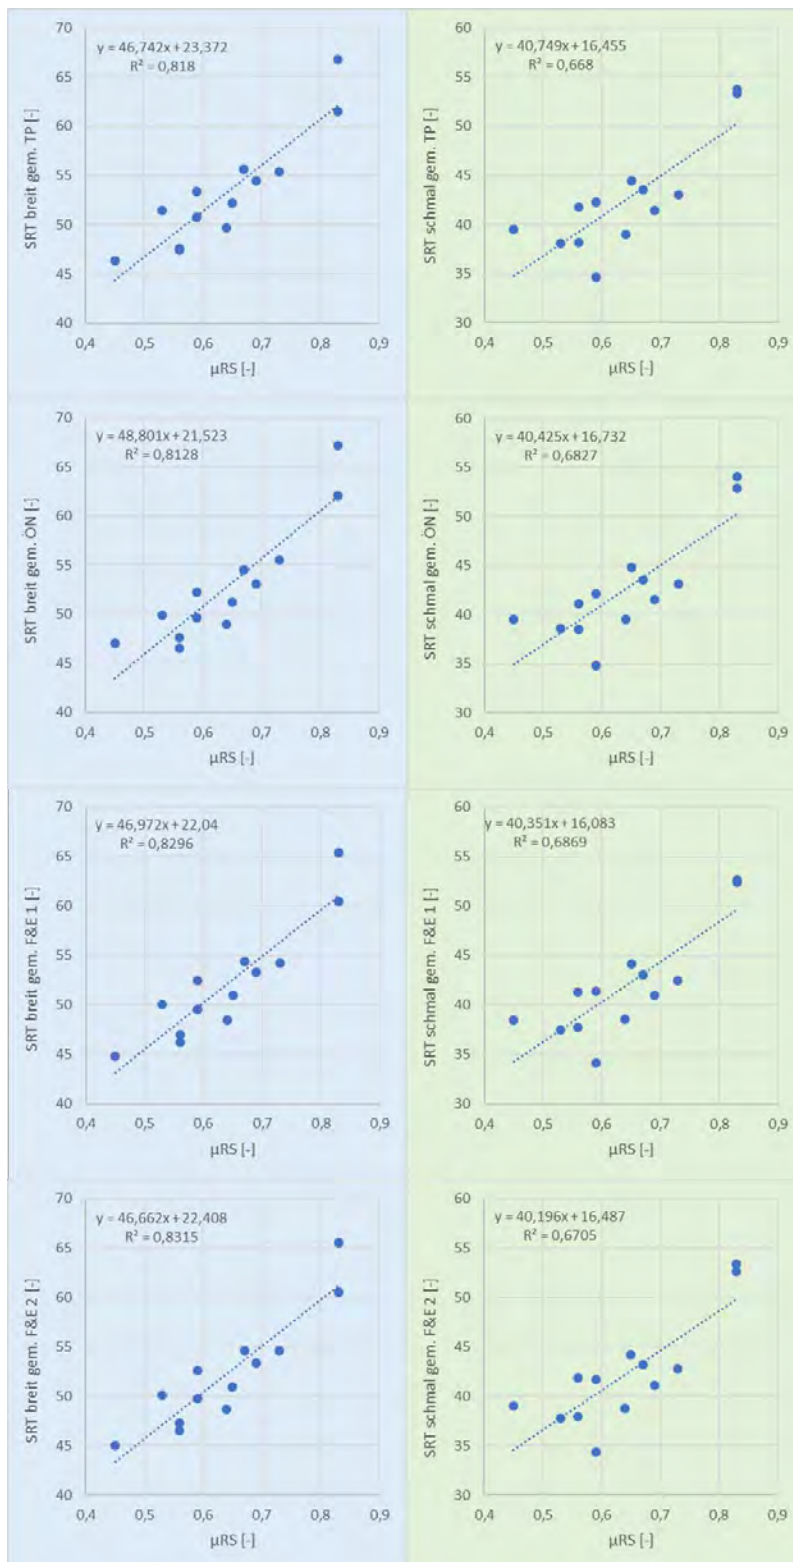 y = 46,742x + 23,372
R² = 0,818
SRT breit gem. TP [-]
70
65
60
55
50
45
40
0,4 0,5 0,6 0,7 0,8 0,9
µRS [-]
y = 40,749x + 16,455
R² = 0,668
SRT schmal gem. TP [-]
60
55
50
45
40
35
30
0,4 0,5 0,6 0,7 0,8 0,9
µRS [-]
y = 48,801x + 21,523
R² = 0,8128
SRT breit gem. ÖN [-]
70
65
60
55
50
45
40
0,4 0,5 0,6 0,7 0,8 0,9
µRS [-]
y = 40,425x + 16,732
R² = 0,6827
SRT schmal gem. ÖN [-]
60
55
50
45
40
35
30
0,4 0,5 0,6 0,7 0,8 0,9
µRS [-]
y = 46,972x + 22,04
R² = 0,8296
SRT breit gem. F&E 1 [-]
70
65
60
55
50
45
40
0,4 0,5 0,6 0,7 0,8 0,9
µRS [-]
y = 40,351x + 16,083
R² = 0,6869
SRT schmal gem. F&E 1 [-]
60
55
50
45
40
35
30
0,4 0,5 0,6 0,7 0,8 0,9
µRS [-]
y = 46,662x + 22,408
R² = 0,8315
SRT breit gem. F&E 2 [-]
70
65
60
55
50
45
40
0,4 0,5 0,6 0,7 0,8 0,9
µRS [-]
y = 40,196x + 16,487
R² = 0,6705
SRT schmal gem. F&E 2 [-]
60
55
50
45
40
35
30
0,4 0,5 0,6 0,7 0,8 0,9
µRS [-]